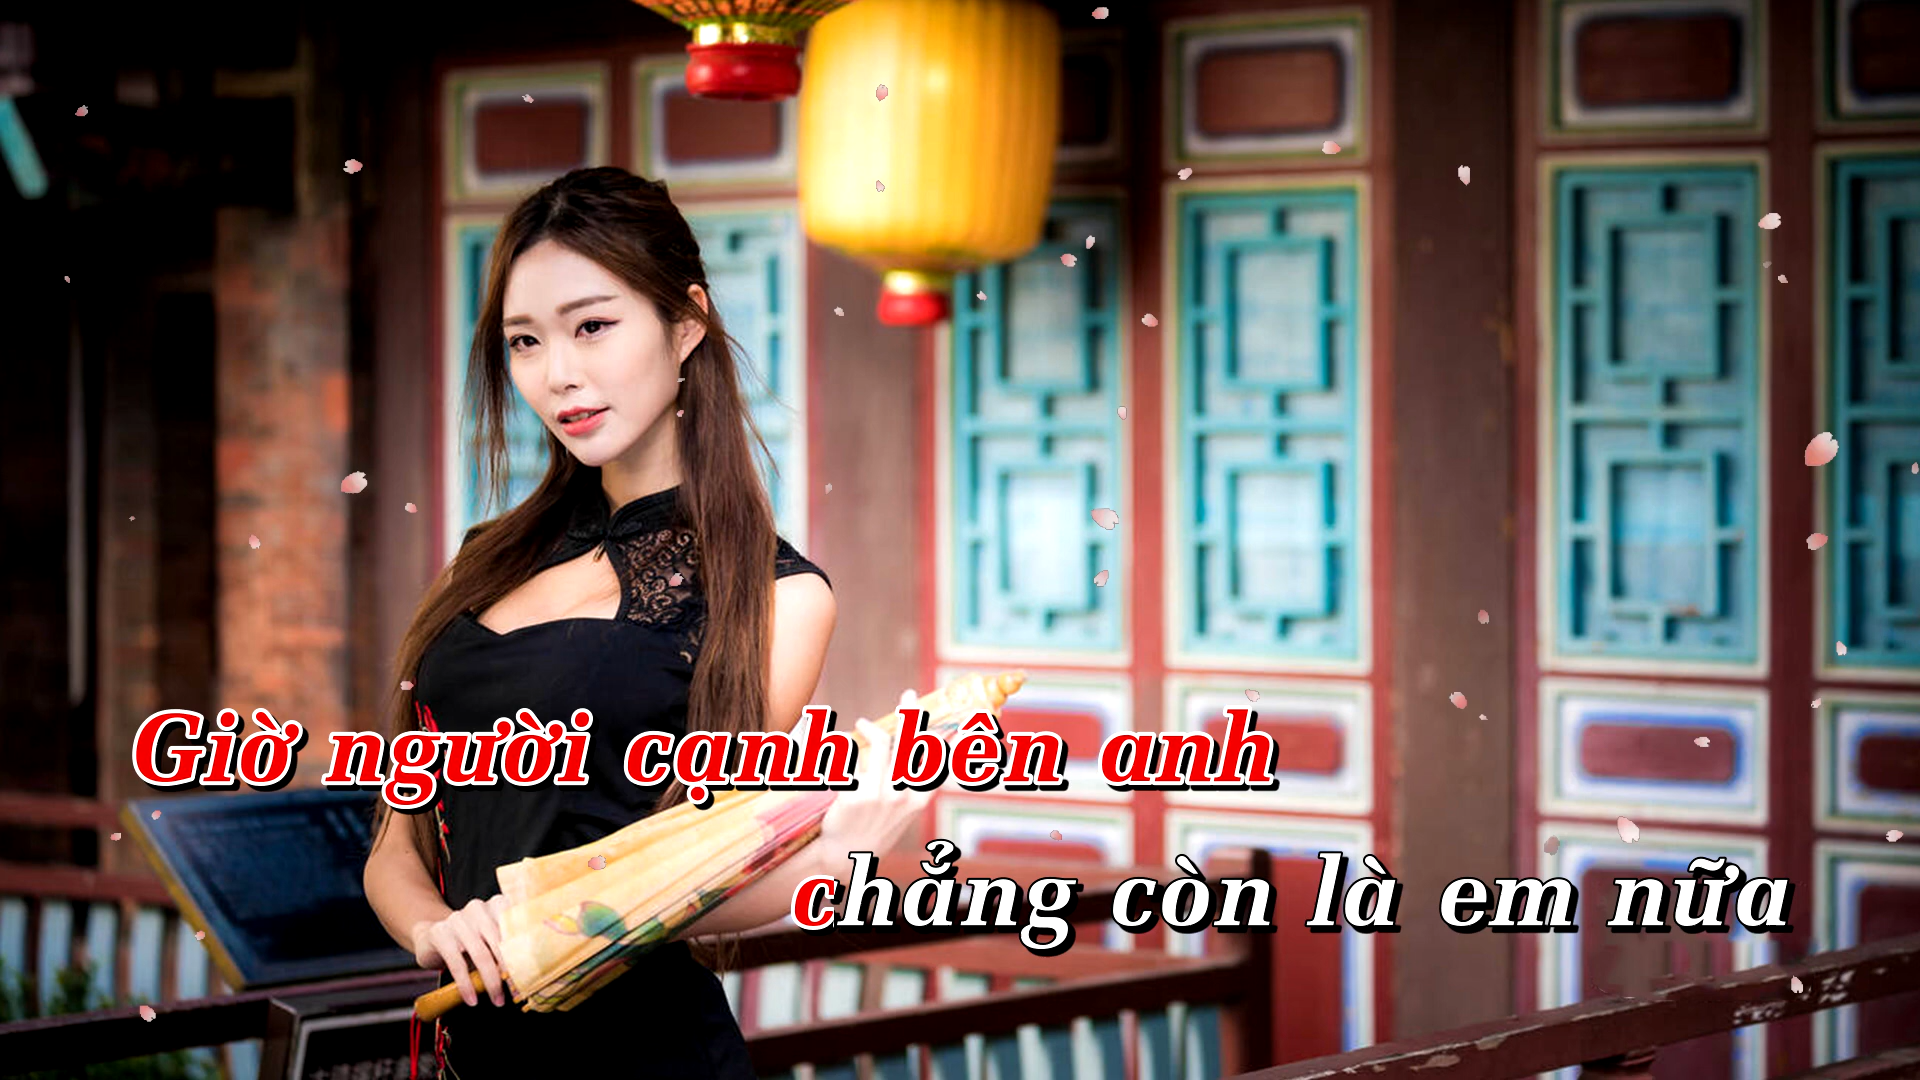 Giờ người cạnh bên anh
chẳng còn là em nữa